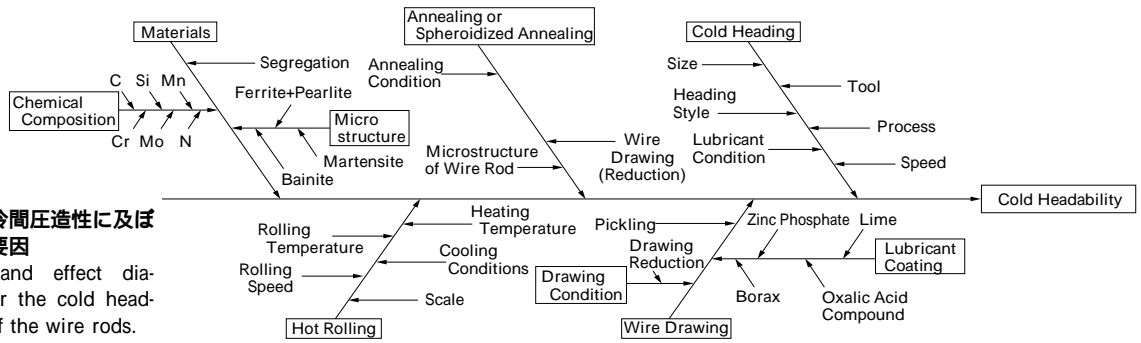 Materials
Segregation
C Si Mn
Chemical
Composition
Cr Mo N
Ferrite+Pearlite
Micro
structure
Martensite
Bainite
Annealing or
Spheroidized Annealing
Annealing
Condition
Wire
Drawing
(Reduction)
Microstructure
of Wire Rod
Cold Heading
Size
Tool
Heading
Style
Process
Lubricant
Condition
Speed
Cold Headability
冷間圧造性に及ぼ
要因
and effect dia-
r the cold head-
f the wire rods.
Heating
Temperature
Rolling
Temperature
Cooling
Conditions
Rolling
Speed
Scale
Hot Rolling
Pickling
Zinc Phosphate
Lime
Drawing
Reduction
Lubricant
Coating
Drawing
Condition
Borax
Oxalic Acid
Compound
Wire Drawing